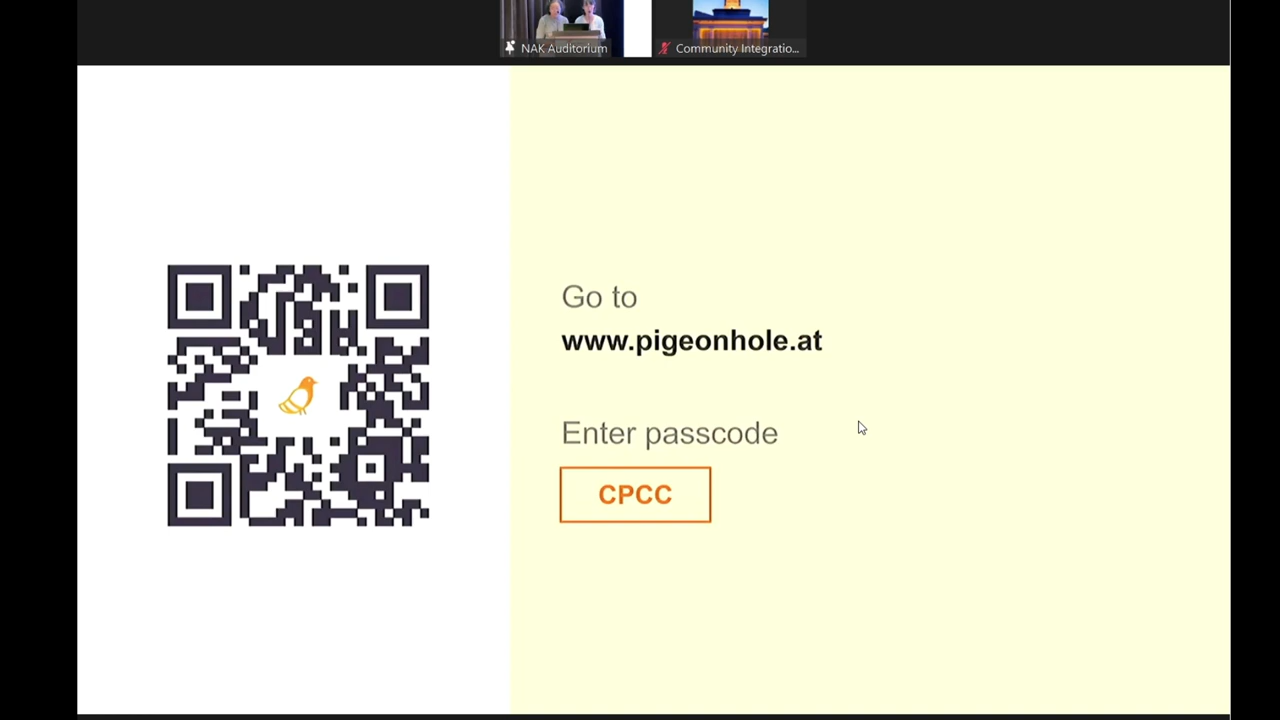 NAK Auditorium
Community Integratio...
Go to
www.pigeonhole.at
Enter passcode
CPCC